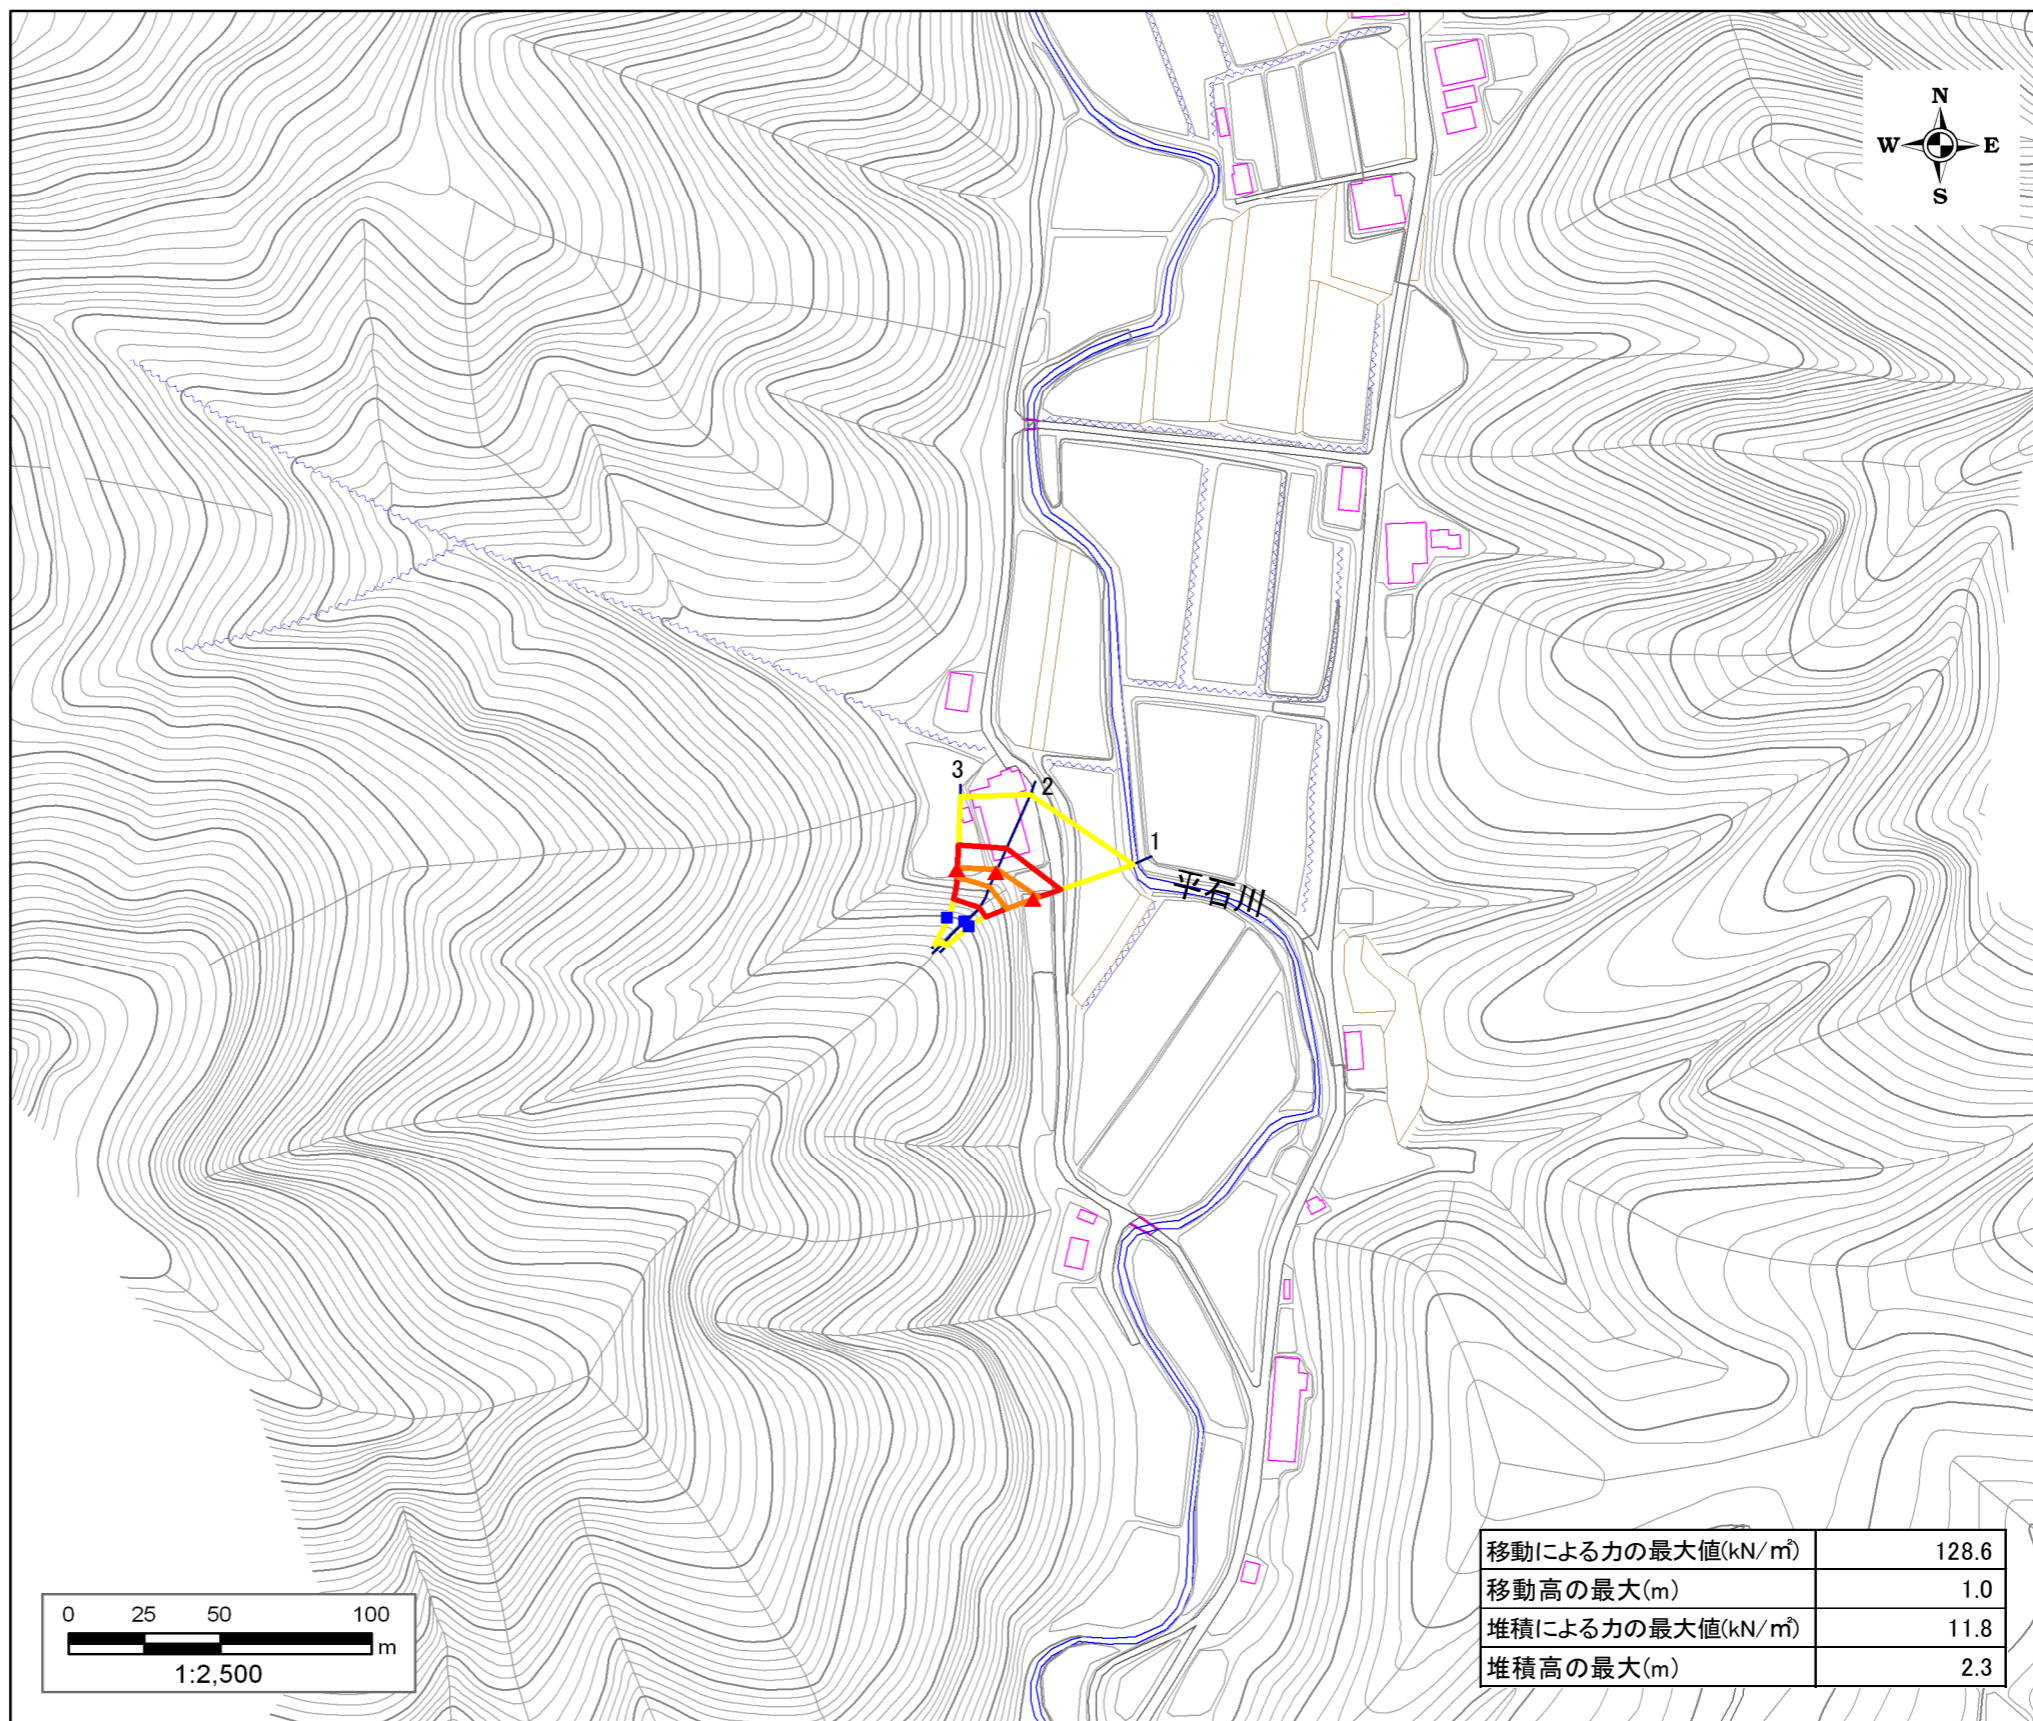 N
W E
S
3
2
1
平石川
移動による力の最大値(kN/㎡) 128.6
移動高の最大(m) 1.0
堆積による力の最大値(kN/㎡) 11.8
堆積高の最大(m) 2.3
0 25 50 100
m
1:2,500